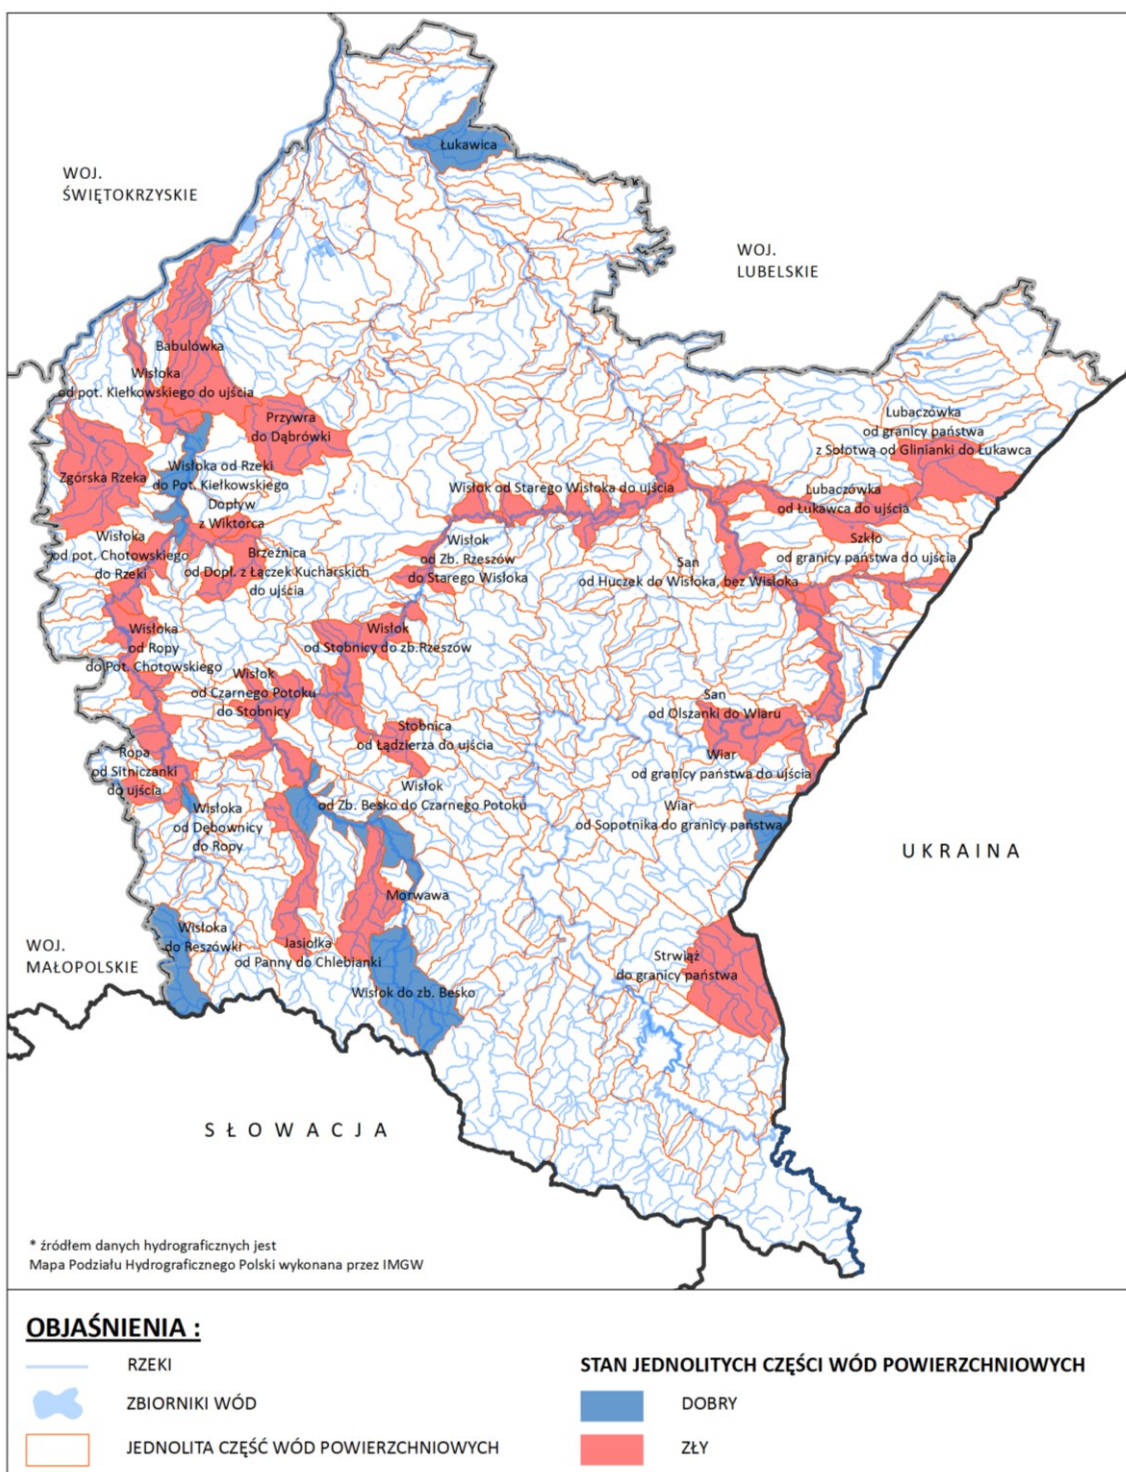 WOJ.
ŚWIĘTOKRZYSKIE
Łukawica
WOJ.
LUBELSKIE
Babulówka
Wisłoka
od pot. Kiełkowskiego do ujścia
Przywra
do Dąbrówki
Lubaczówka
od granicy państwa
z Sołotwą od Glinianki do Łukawca
Zgórska Rzeka
Wisłoka od Rzeki
do Pot. Kiełkowskiego
Wisłok od Starego Wisłoka do ujścia
Lubaczówka
od Łukawca do ujścia
Dopływ
z Wiktorca
Wisłoka
od pot. Chotowskiego
do Rzeki
Brzeźnica
od Dopł. z Łączek Kucharskich
do ujścia
Wisłok
od Zb. Rzeszów
do Starego Wisłoka
Szkło
od granicy państwa do ujścia
San
od Huczek do Wisłoka, bez Wisłoka
Wisłoka
od Ropy
do Pot. Chotowskiego
Wisłok
od Stobnicy do zb.Rzeszów
Wisłok
od Czarnego Potoku
do Stobnicy
San
od Olszanki do Wiaru
Stobnica
od Łądzierza do ujścia
Ropa
od Sitniczanki
do ujścia
Wiar
od granicy państwa do ujścia
Wisłok
od Zb. Besko do Czarnego Potoku
Wisłoka
od Dębownicy
do Ropy
Wiar
od Sopotnika do granicy państwa
UKRAINA
Morwawa
Wisłoka
do Reszówki
WOJ.
MAŁOPOLSKIE
Jasiołka
od Panny do Chlebianki
Strwiąż
do granicy państwa
Wisłok do zb. Besko
SŁOWACJA
* źródłem danych hydrograficznych jest
Mapa Podziału Hydrograficznego Polski wykonana przez IMGW
OBJAŚNIENIA :
RZEKI
ZBIORNIKI WÓD
JEDNOLITA CZĘŚĆ WÓD POWIERZCHNIOWYCH
STAN JEDNOLITYCH CZĘŚCI WÓD POWIERZCHNIOWYCH
DOBRY
ZŁY